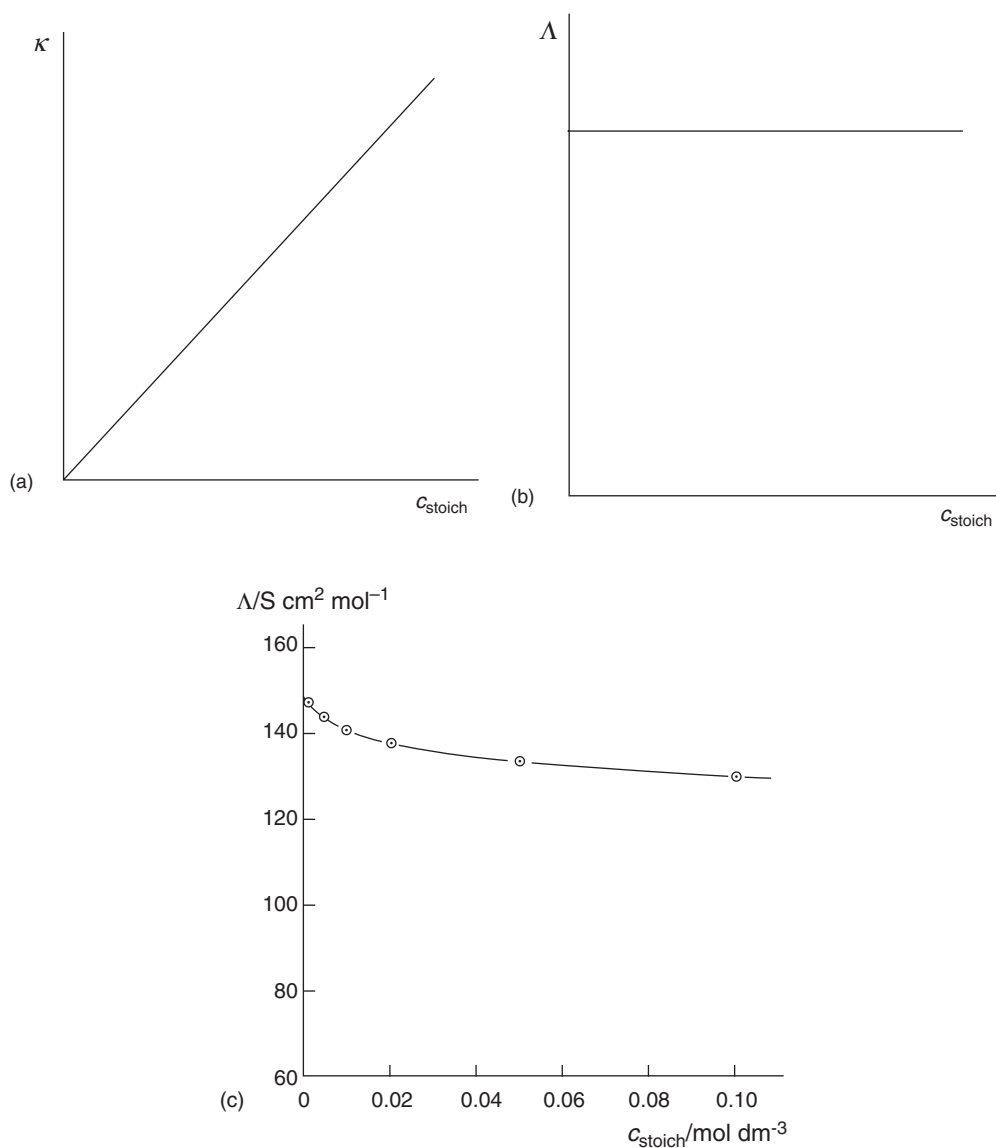 κ
(a)
c_stoich
Λ
(b)
c_stoich
Λ/S cm² mol⁻¹
160
140
120
100
80
60
(c)
0 0.02 0.04 0.06 0.08 0.10
c_stoich/mol dm⁻³